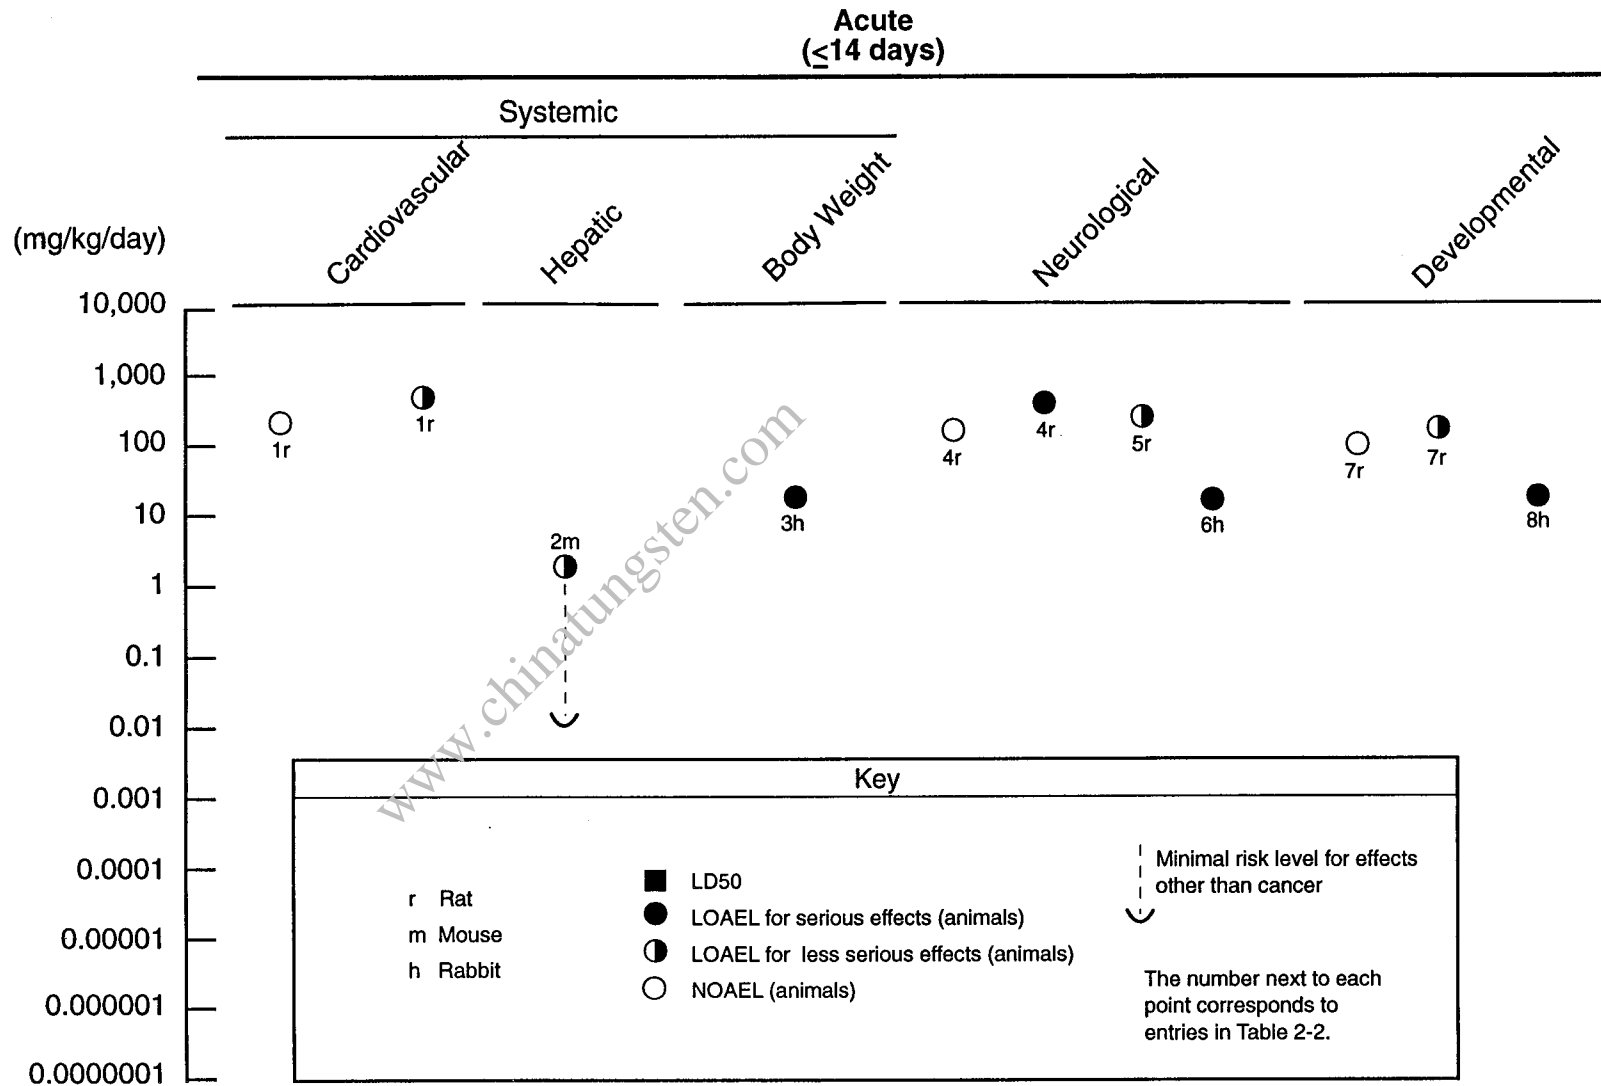 Acute
(≤14 days)
Systemic
Cardiovascular
Hepatic
Body Weight
Neurological
Developmental
(mg/kg/day)
10,000
1,000
100
10
1
0.1
0.01
0.001
0.0001
0.00001
0.000001
0.0000001
1r
1r
2m
3h
4r
4r
5r
6h
7r
7r
8h
www.chinatungsten.com
Key
r Rat
m Mouse
h Rabbit
LD50
LOAEL for serious effects (animals)
LOAEL for less serious effects (animals)
NOAEL (animals)
Minimal risk level for effects
other than cancer
The number next to each
point corresponds to
entries in Table 2-2.